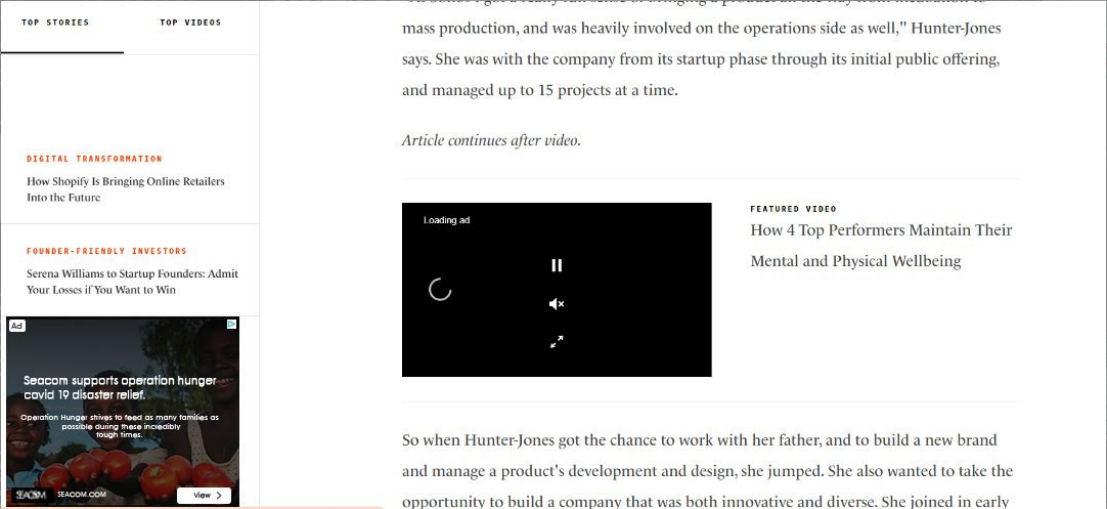 TOP STORIES
TOP VIDEOS
DIGITAL TRANSFORMATION
How Shopify Is Bringing Online Retailers
Into the Future
FOUNDER-FRIENDLY INVESTORS
Serena Williams to Startup Founders: Admit
Your Losses if You Want to Win
Ad
Seacom supports operation hunger
covid 19 disaster relief.
Operation Hunger strives to feed as many families as
possible during these incredibly
tough times.
SEACOM
SEACOM.COM
View
mass production, and was heavily involved on the operations side as well," Hunter-Jones
says. She was with the company from its startup phase through its initial public offering,
and managed up to 15 projects at a time.
Article continues after video.
Loading ad
FEATURED VIDEO
How 4 Top Performers Maintain Their
Mental and Physical Wellbeing
So when Hunter-Jones got the chance to work with her father, and to build a new brand
and manage a product's development and design, she jumped. She also wanted to take the
opportunity to build a company that was both innovative and diverse. She joined in early